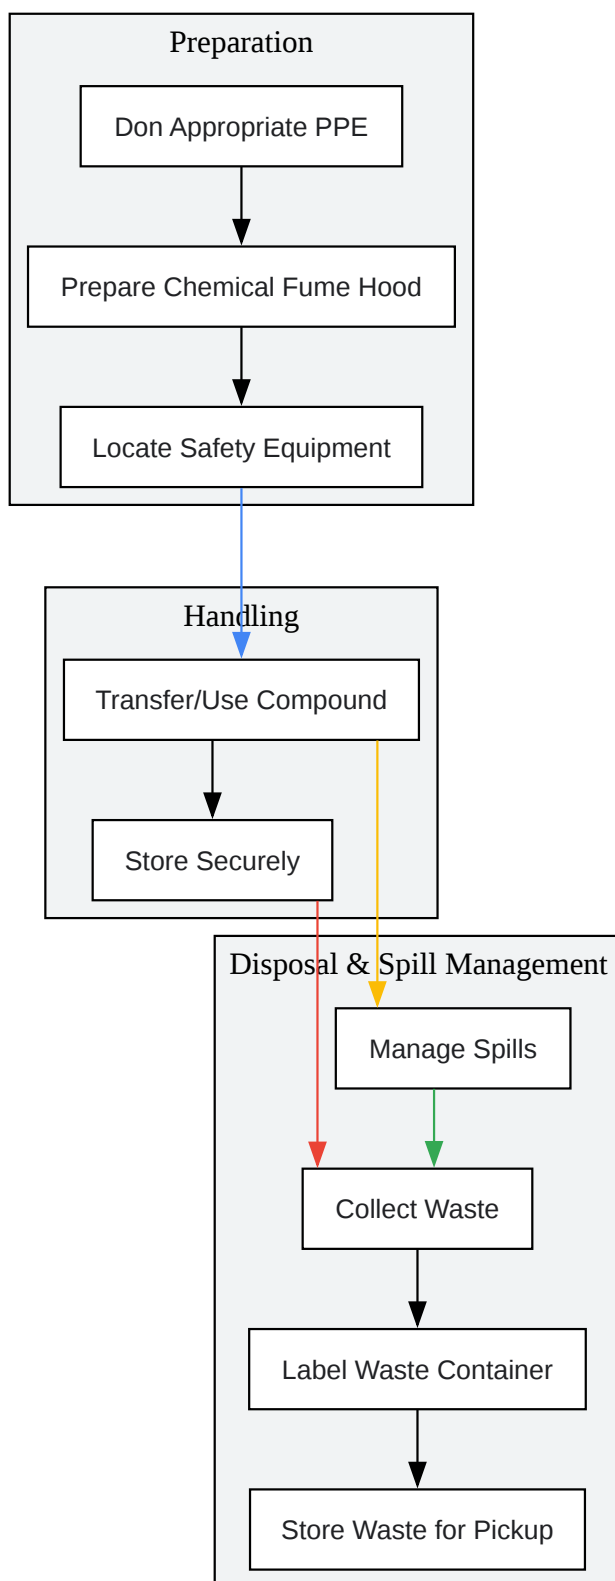 Preparation
Don Appropriate PPE
Prepare Chemical Fume Hood
Locate Safety Equipment
Handling
Transfer/Use Compound
Store Securely
Disposal & Spill Management
Manage Spills
Collect Waste
Label Waste Container
Store Waste for Pickup